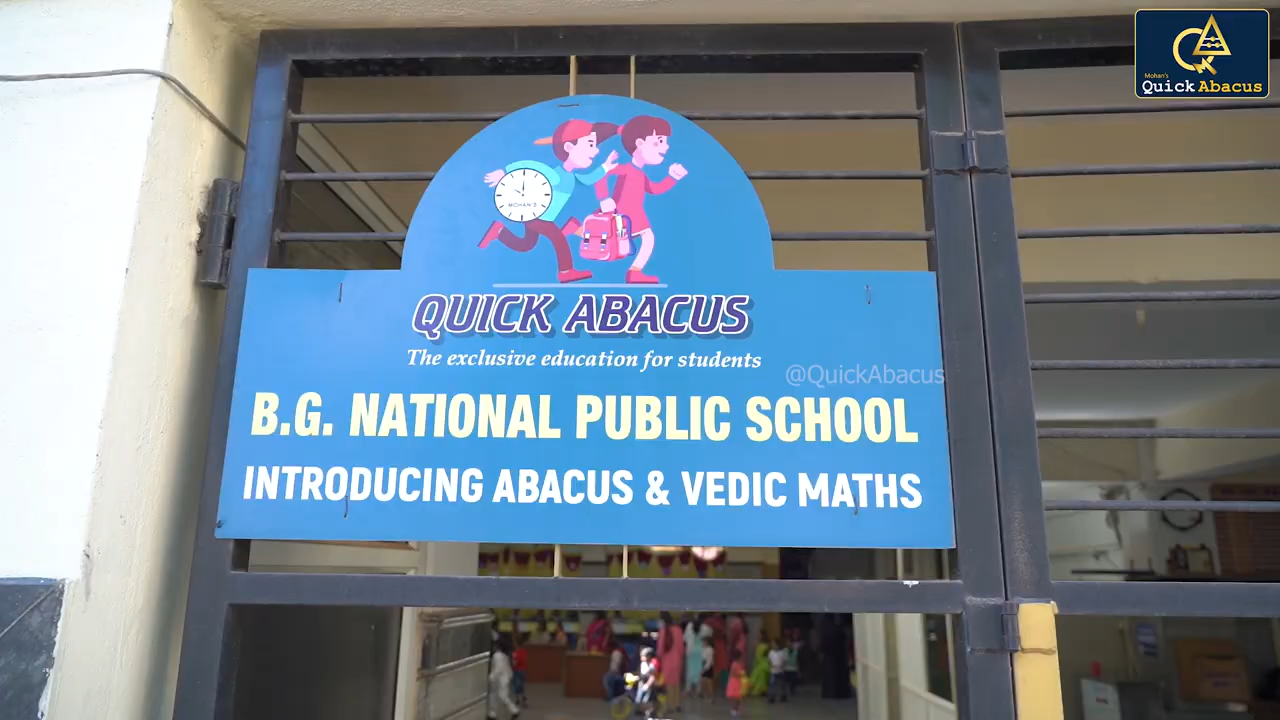 Mohan's
Quick Abacus
MOHAN'S
QUICK ABACUS
The exclusive education for students
@QuickAbacus
B.G. NATIONAL PUBLIC SCHOOL
INTRODUCING ABACUS & VEDIC MATHS